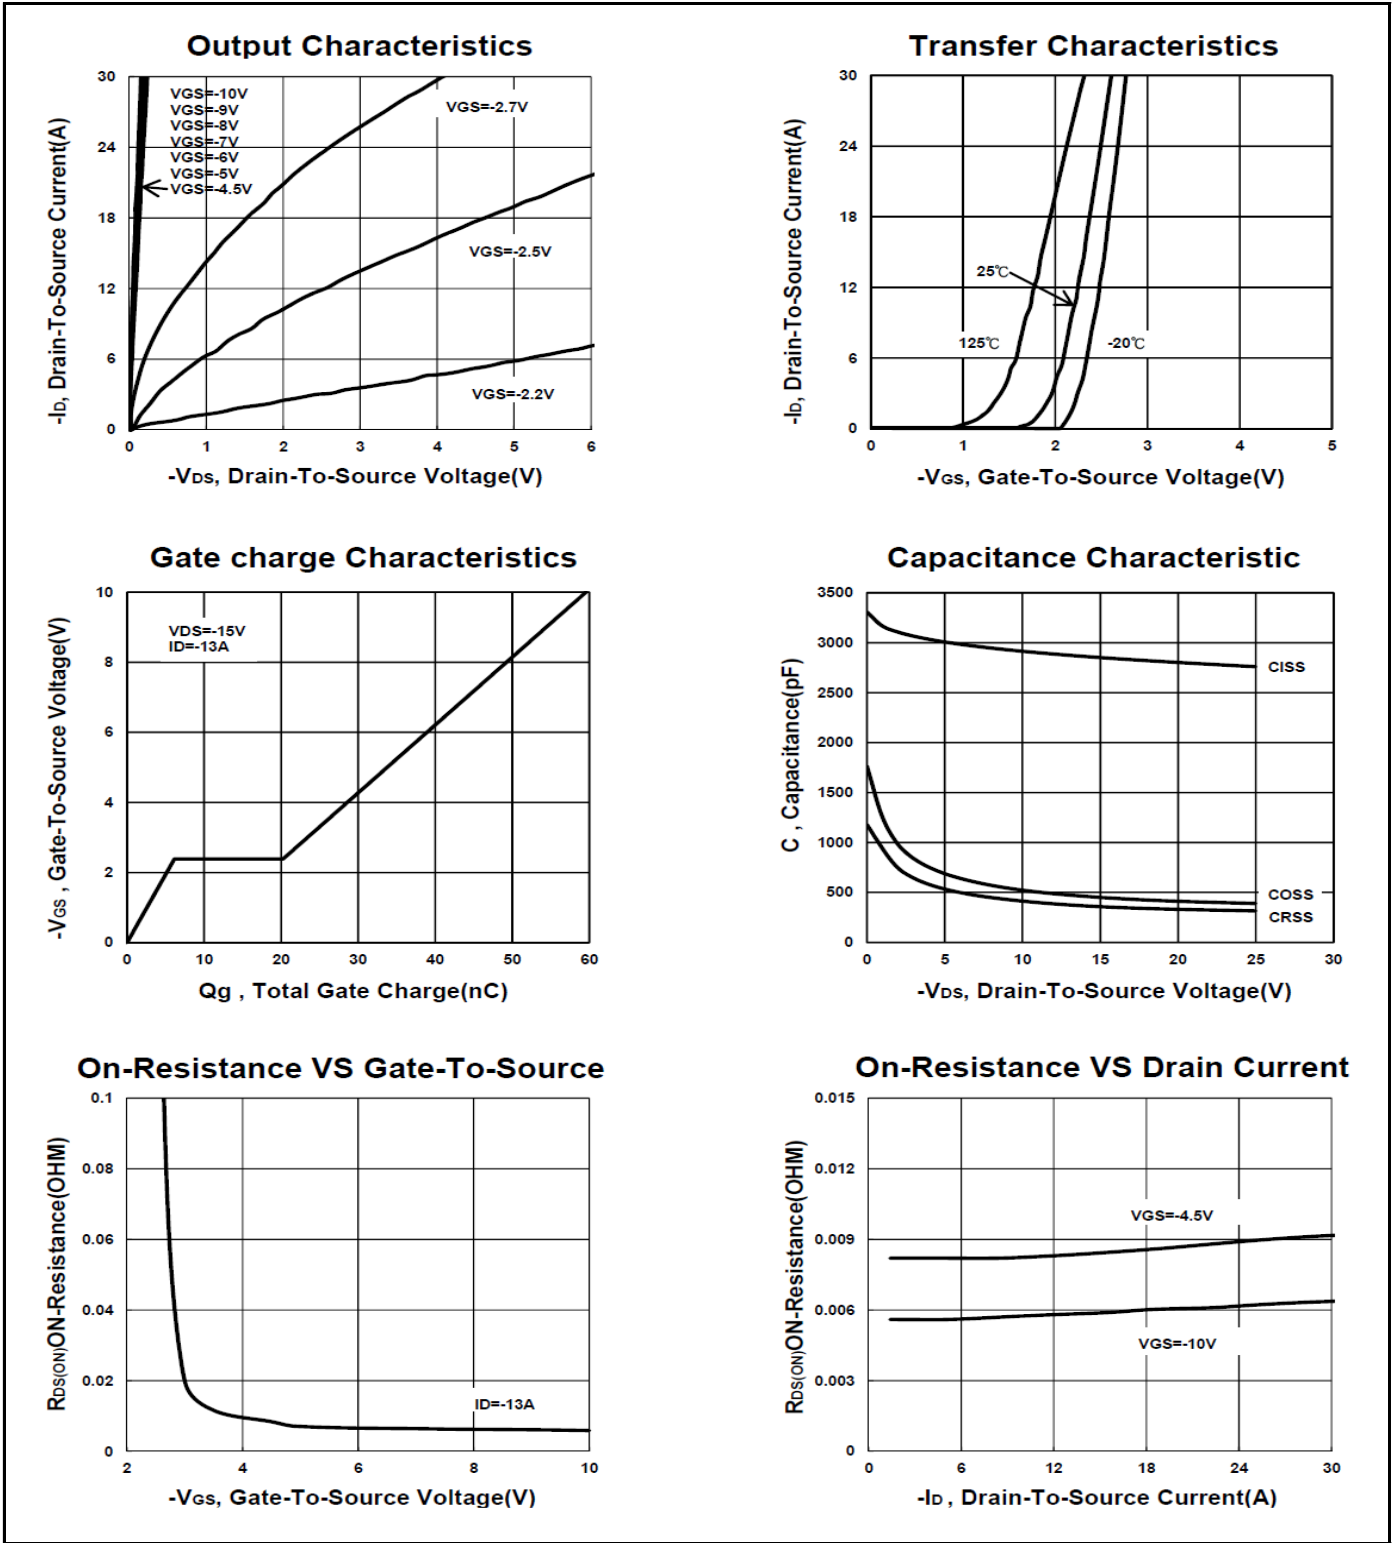 Output Characteristics
30
24
18
12
6
0
0 1 2 3 4 5 6
-ID, Drain-To-Source Current(A)
-VDS, Drain-To-Source Voltage(V)
VGS=-10V
VGS=-9V
VGS=-8V
VGS=-7V
VGS=-6V
VGS=-5V
VGS=-4.5V
VGS=-2.7V
VGS=-2.5V
VGS=-2.2V
Transfer Characteristics
30
24
18
12
6
0
0 1 2 3 4 5
-ID, Drain-To-Source Current(A)
-VGS, Gate-To-Source Voltage(V)
25℃
125℃
-20℃
Gate charge Characteristics
10
8
6
4
2
0
0 10 20 30 40 50 60
-VGS , Gate-To-Source Voltage(V)
Qg , Total Gate Charge(nC)
VDS=-15V
ID=-13A
Capacitance Characteristic
3500
3000
2500
2000
1500
1000
500
0
0 5 10 15 20 25 30
C , Capacitance(pF)
-VDS, Drain-To-Source Voltage(V)
CISS
COSS
CRSS
On-Resistance VS Gate-To-Source
0.1
0.08
0.06
0.04
0.02
0
2 4 6 8 10
RDS(ON)ON-Resistance(OHM)
-VGS, Gate-To-Source Voltage(V)
ID=-13A
On-Resistance VS Drain Current
0.015
0.012
0.009
0.006
0.003
0
0 6 12 18 24 30
RDS(ON)ON-Resistance(OHM)
-ID , Drain-To-Source Current(A)
VGS=-4.5V
VGS=-10V